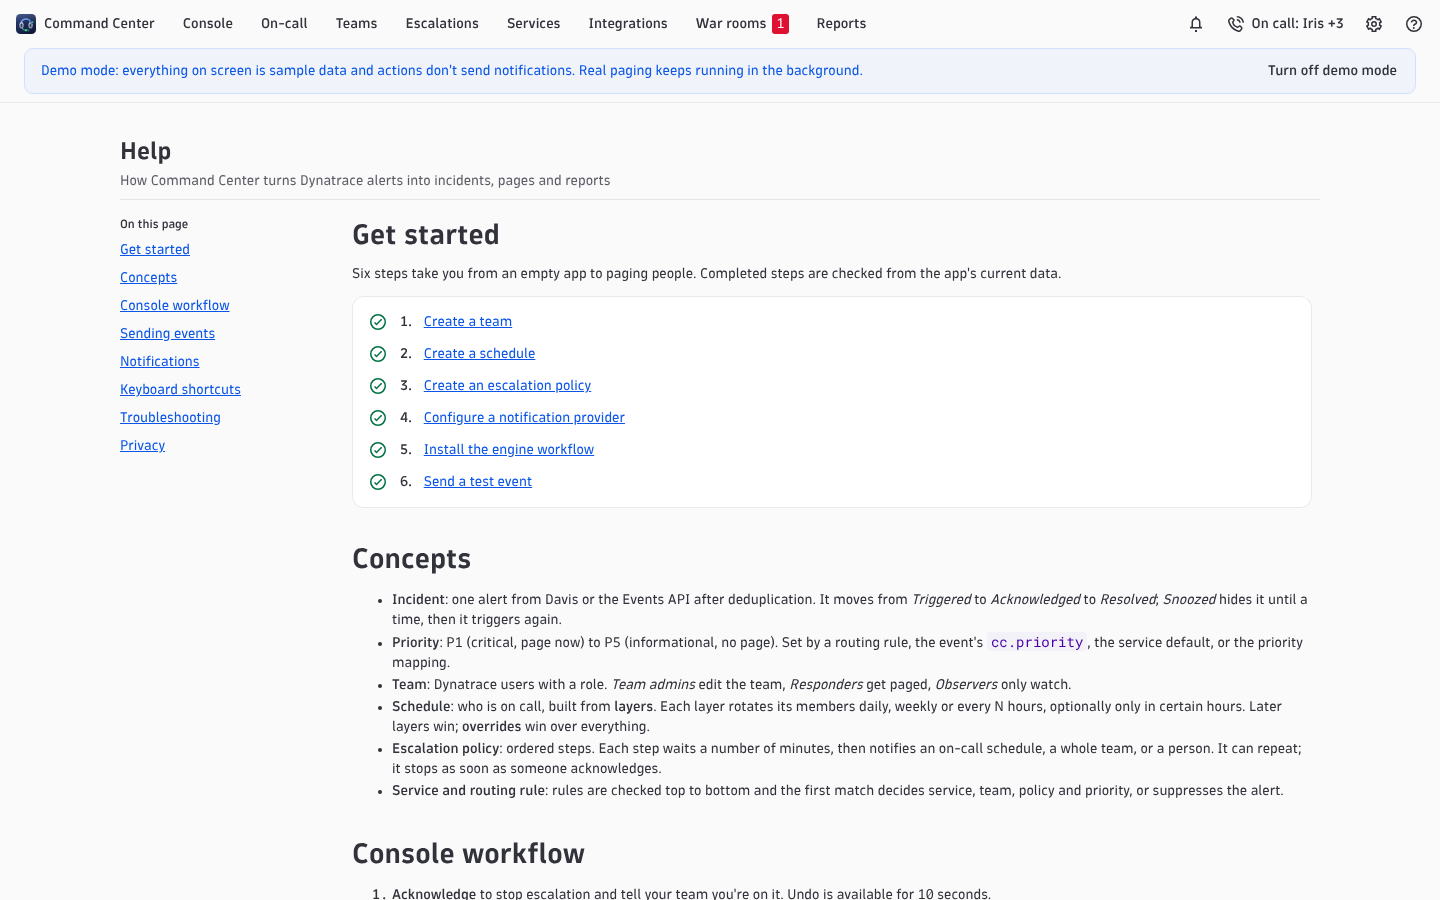 Command Center
Console
On-call
Teams
Escalations
Services
Integrations
War rooms 1
Reports
On call: Iris +3
Demo mode: everything on screen is sample data and actions don't send notifications. Real paging keeps running in the background.
Turn off demo mode
Help
How Command Center turns Dynatrace alerts into incidents, pages and reports
On this page
Get started
Concepts
Console workflow
Sending events
Notifications
Keyboard shortcuts
Troubleshooting
Privacy
Get started
Six steps take you from an empty app to paging people. Completed steps are checked from the app's current data.
1. Create a team
2. Create a schedule
3. Create an escalation policy
4. Configure a notification provider
5. Install the engine workflow
6. Send a test event
Concepts
• Incident: one alert from Davis or the Events API after deduplication. It moves from Triggered to Acknowledged to Resolved; Snoozed hides it until a
time, then it triggers again.
• Priority: P1 (critical, page now) to P5 (informational, no page). Set by a routing rule, the event's cc.priority, the service default, or the priority
mapping.
• Team: Dynatrace users with a role. Team admins edit the team, Responders get paged, Observers only watch.
• Schedule: who is on call, built from layers. Each layer rotates its members daily, weekly or every N hours, optionally only in certain hours. Later
layers win; overrides win over everything.
• Escalation policy: ordered steps. Each step waits a number of minutes, then notifies an on-call schedule, a whole team, or a person. It can repeat;
it stops as soon as someone acknowledges.
• Service and routing rule: rules are checked top to bottom and the first match decides service, team, policy and priority, or suppresses the alert.
Console workflow
1. Acknowledge to stop escalation and tell your team you're on it. Undo is available for 10 seconds.